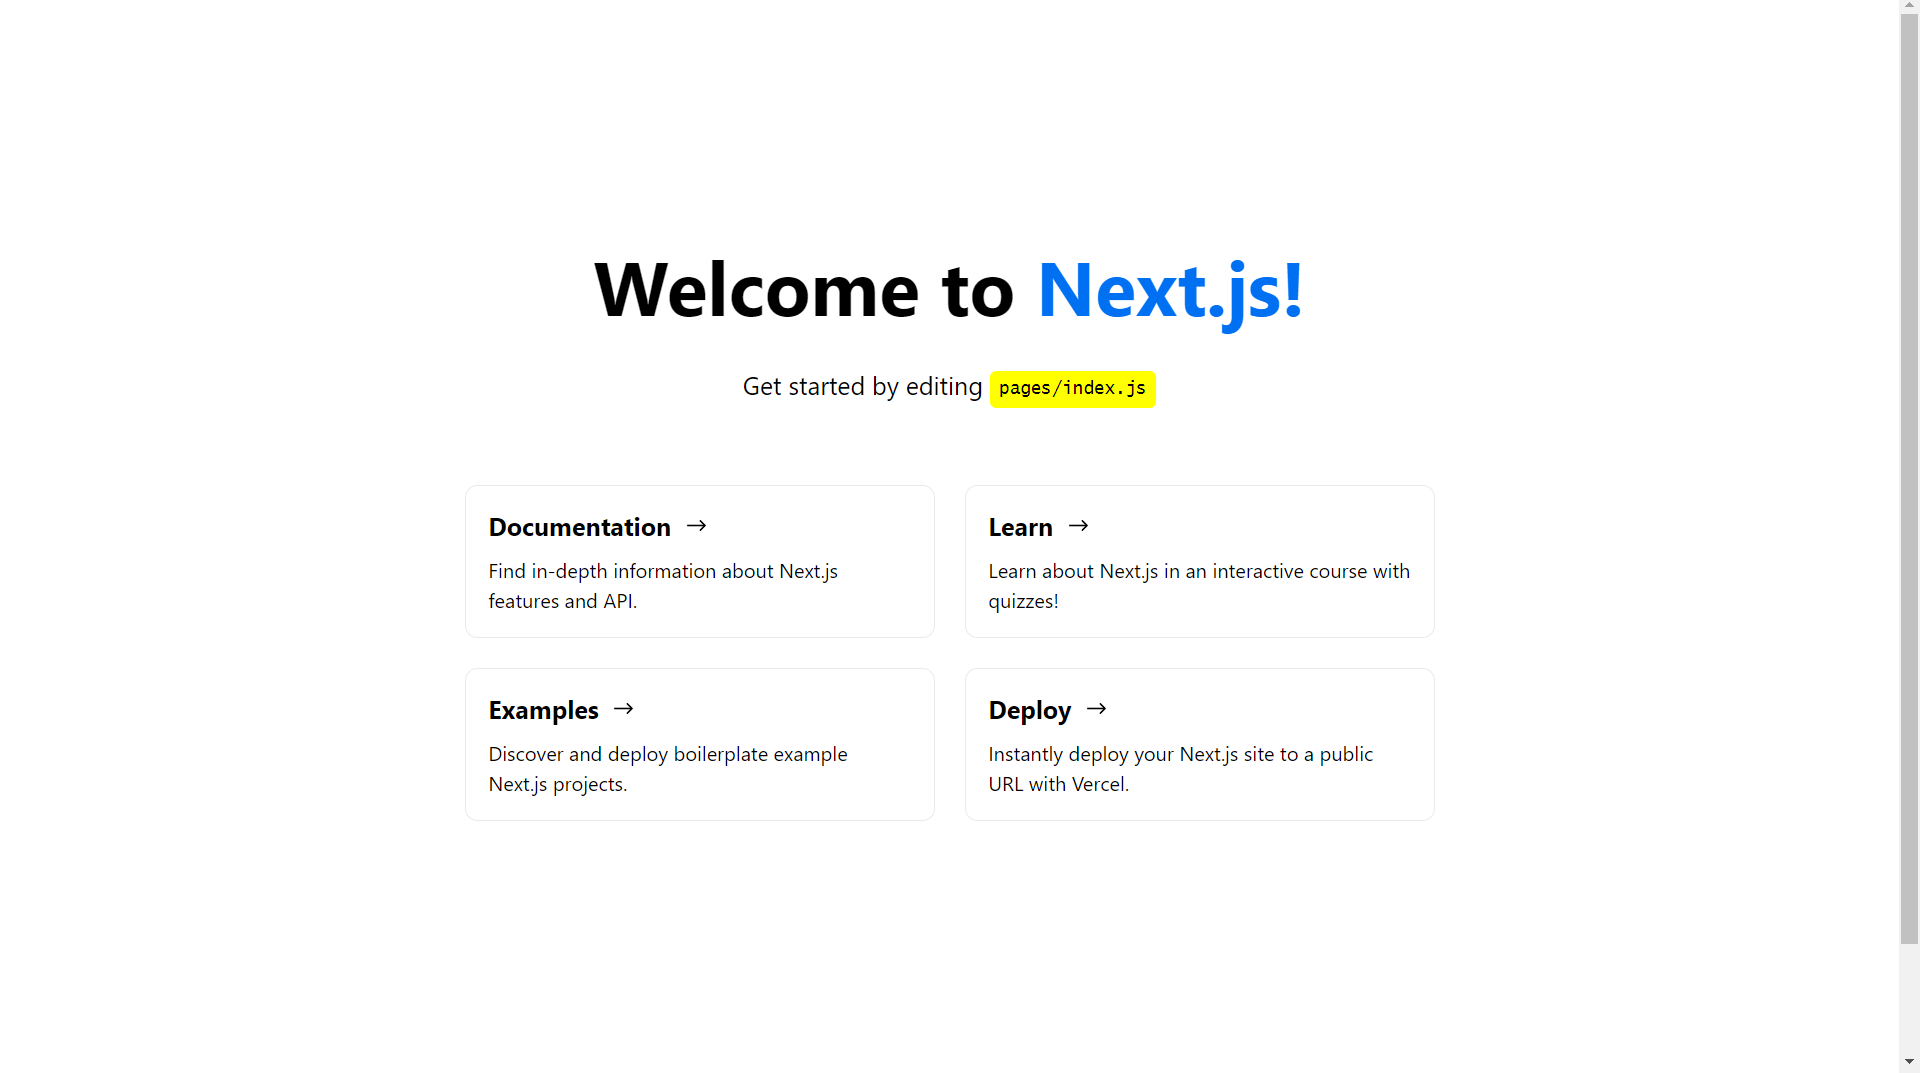 Welcome to Next.js!
Get started by editing pages/index.js
Documentation →
Find in-depth information about Next.js
features and API.
Learn →
Learn about Next.js in an interactive course with
quizzes!
Examples →
Discover and deploy boilerplate example
Next.js projects.
Deploy →
Instantly deploy your Next.js site to a public
URL with Vercel.